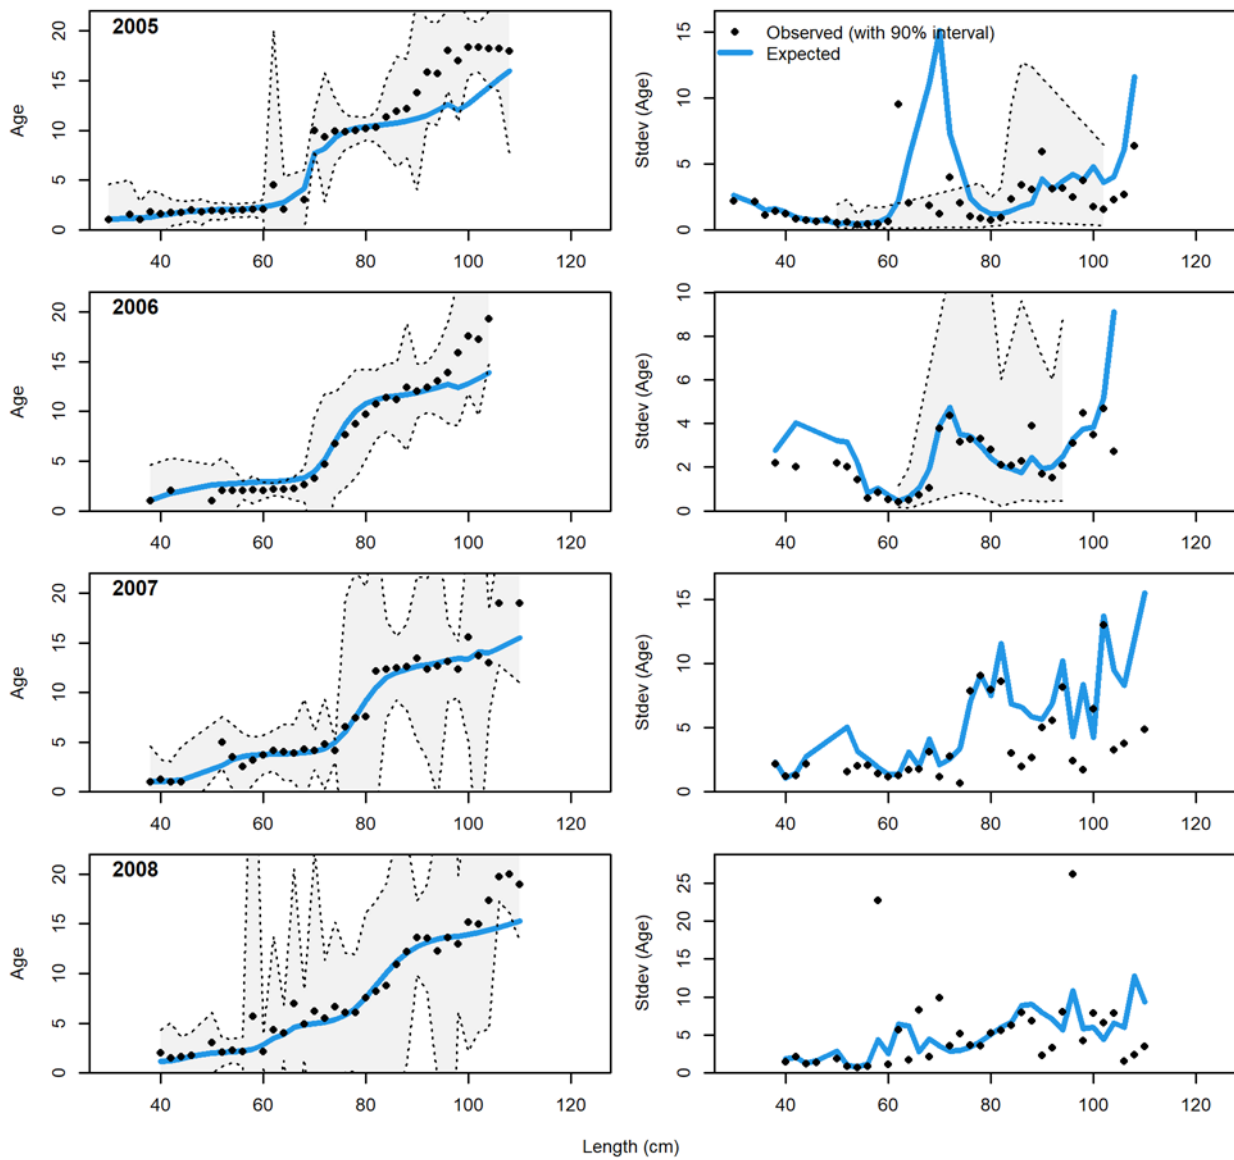 2005
Age
0 5 10 15 20
40 60 80 100 120
Observed (with 90% interval)
Expected
Stdev (Age)
0 5 10 15
40 60 80 100 120
2006
Age
0 5 10 15 20
40 60 80 100 120
Stdev (Age)
0 2 4 6 8 10
40 60 80 100 120
2007
Age
0 5 10 15 20
40 60 80 100 120
Stdev (Age)
0 5 10 15
40 60 80 100 120
2008
Age
0 5 10 15 20
40 60 80 100 120
Stdev (Age)
0 5 10 15 20 25
40 60 80 100 120
Length (cm)